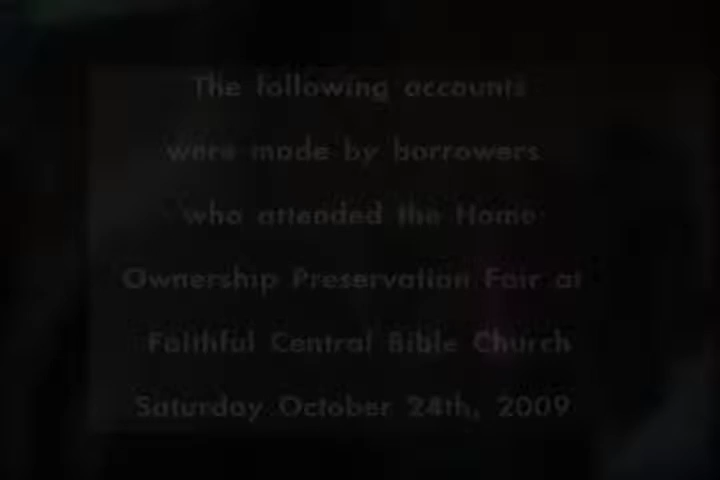 The following accounts
were made by borrowers
who attended the Home
Ownership Preservation Fair at
Faithful Central Bible Church
Saturday October 24th, 2009